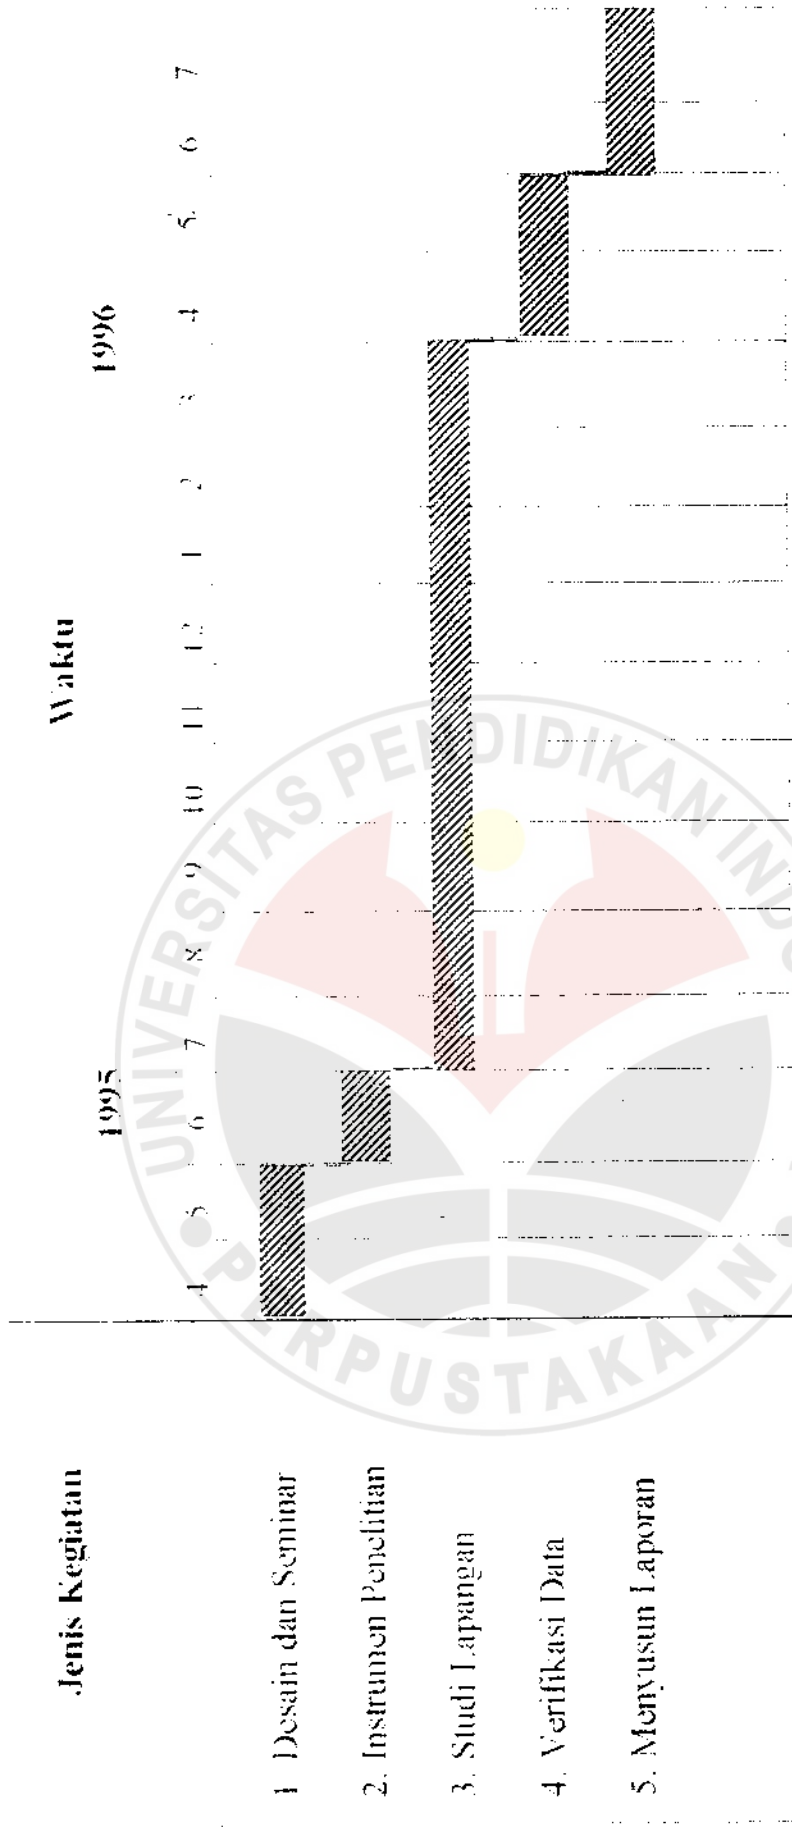 Waktu
Jenis Kegiatan
1995
1996
4 5 6 7 8 9 10 11 12 1 2 3 4 5 6 7
1 Desain dan Seminar
2. Instrumen Penelitian
3. Studi Lapangan
4. Verifikasi Data
5. Menyusun Laporan
UNIVERSITAS PENDIDIKAN
PERPUSTAKAAN